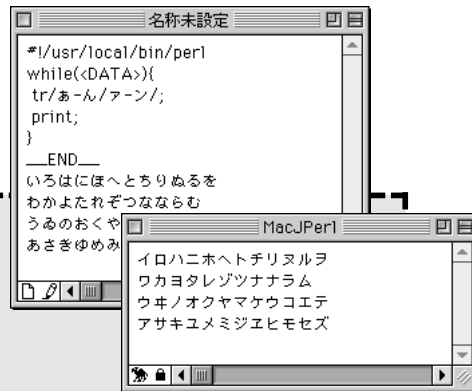 名称未設定
#!/usr/local/bin/perl
while(<DATA>){
tr/ぁ-ん/ァ-ン/;
print;
}
__END__
いろはにほへとちりぬるを
わかよたれぞつなならむ
うゐのおくや
あさきゆめみ
MacJPerl
イロハニホヘトチリヌルヲ
ワカヨタレゾツナナラム
ウヰノオクヤマケウコエテ
アサキユメミジヱヒモセズ